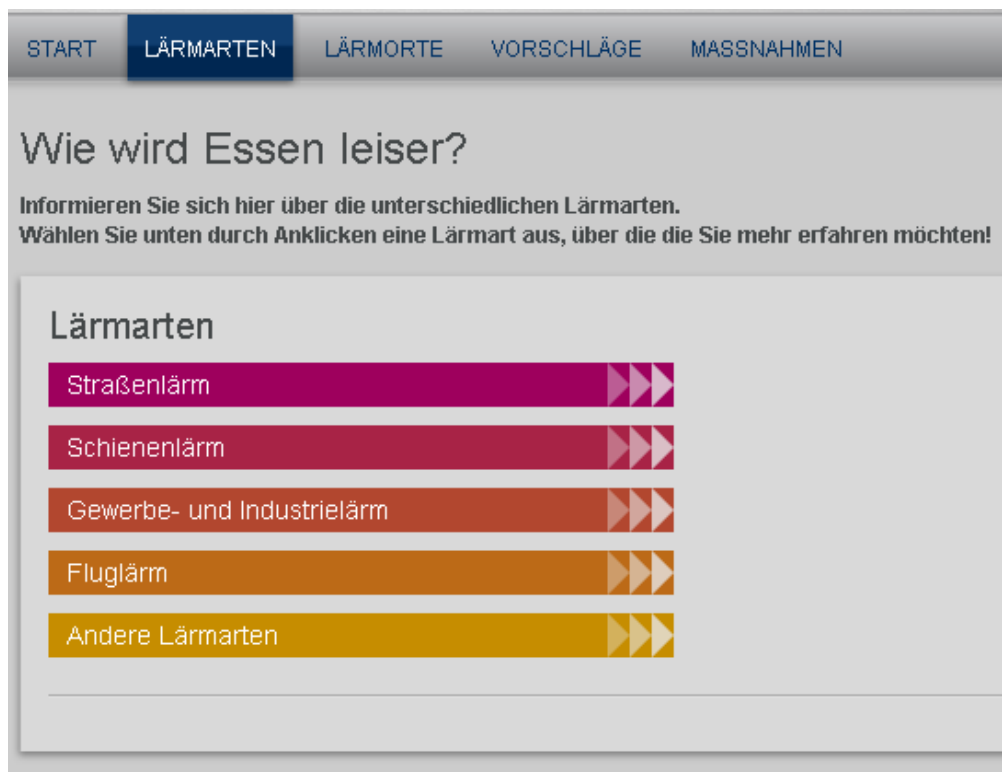 START LÄRMARTEN LÄRMORTE VORSCHLÄGE MASSNAHMEN
Wie wird Essen leiser?
Informieren Sie sich hier über die unterschiedlichen Lärmarten.
Wählen Sie unten durch Anklicken eine Lärmart aus, über die die Sie mehr erfahren möchten!
Lärmarten
Straßenlärm
Schienenlärm
Gewerbe- und Industrielärm
Fluglärm
Andere Lärmarten